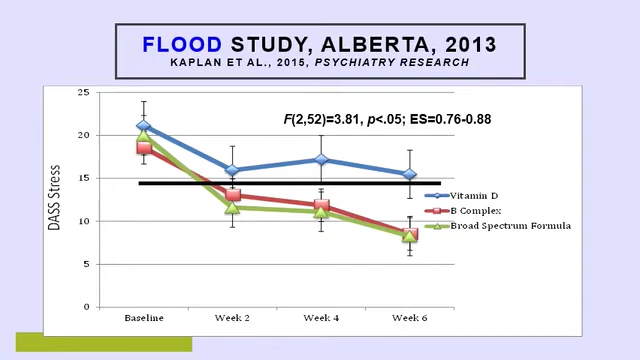 FLOOD STUDY, ALBERTA, 2013
KAPLAN ET AL., 2015, PSYCHIATRY RESEARCH
F(2,52)=3.81, p<.05; ES=0.76-0.88
DASS Stress
25
20
15
10
5
0
Baseline
Week 2
Week 4
Week 6
Vitamin D
B Complex
Broad Spectrum Formula